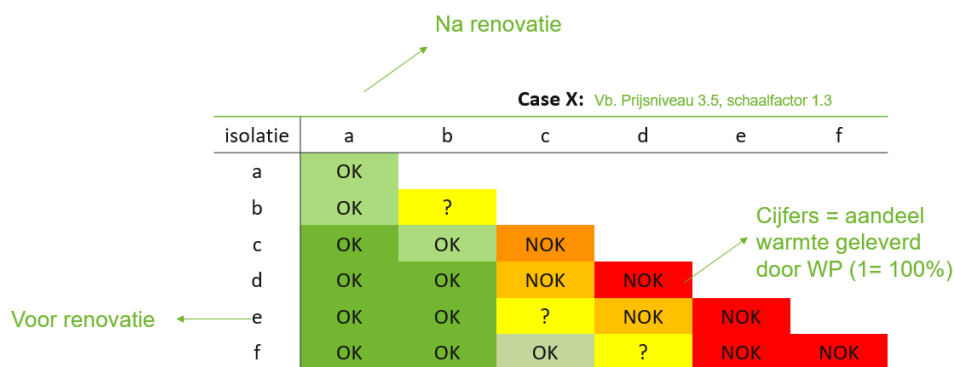 Na renovatie
Case X: Vb. Prijsniveau 3.5, schaalfactor 1.3
isolatie a b c d e f
a OK
b OK ?
c OK OK NOK
d OK OK NOK NOK
e OK OK ? NOK NOK
f OK OK OK ? NOK NOK
Cijfers = aandeel
warmte geleverd
door WP (1= 100%)
Voor renovatie